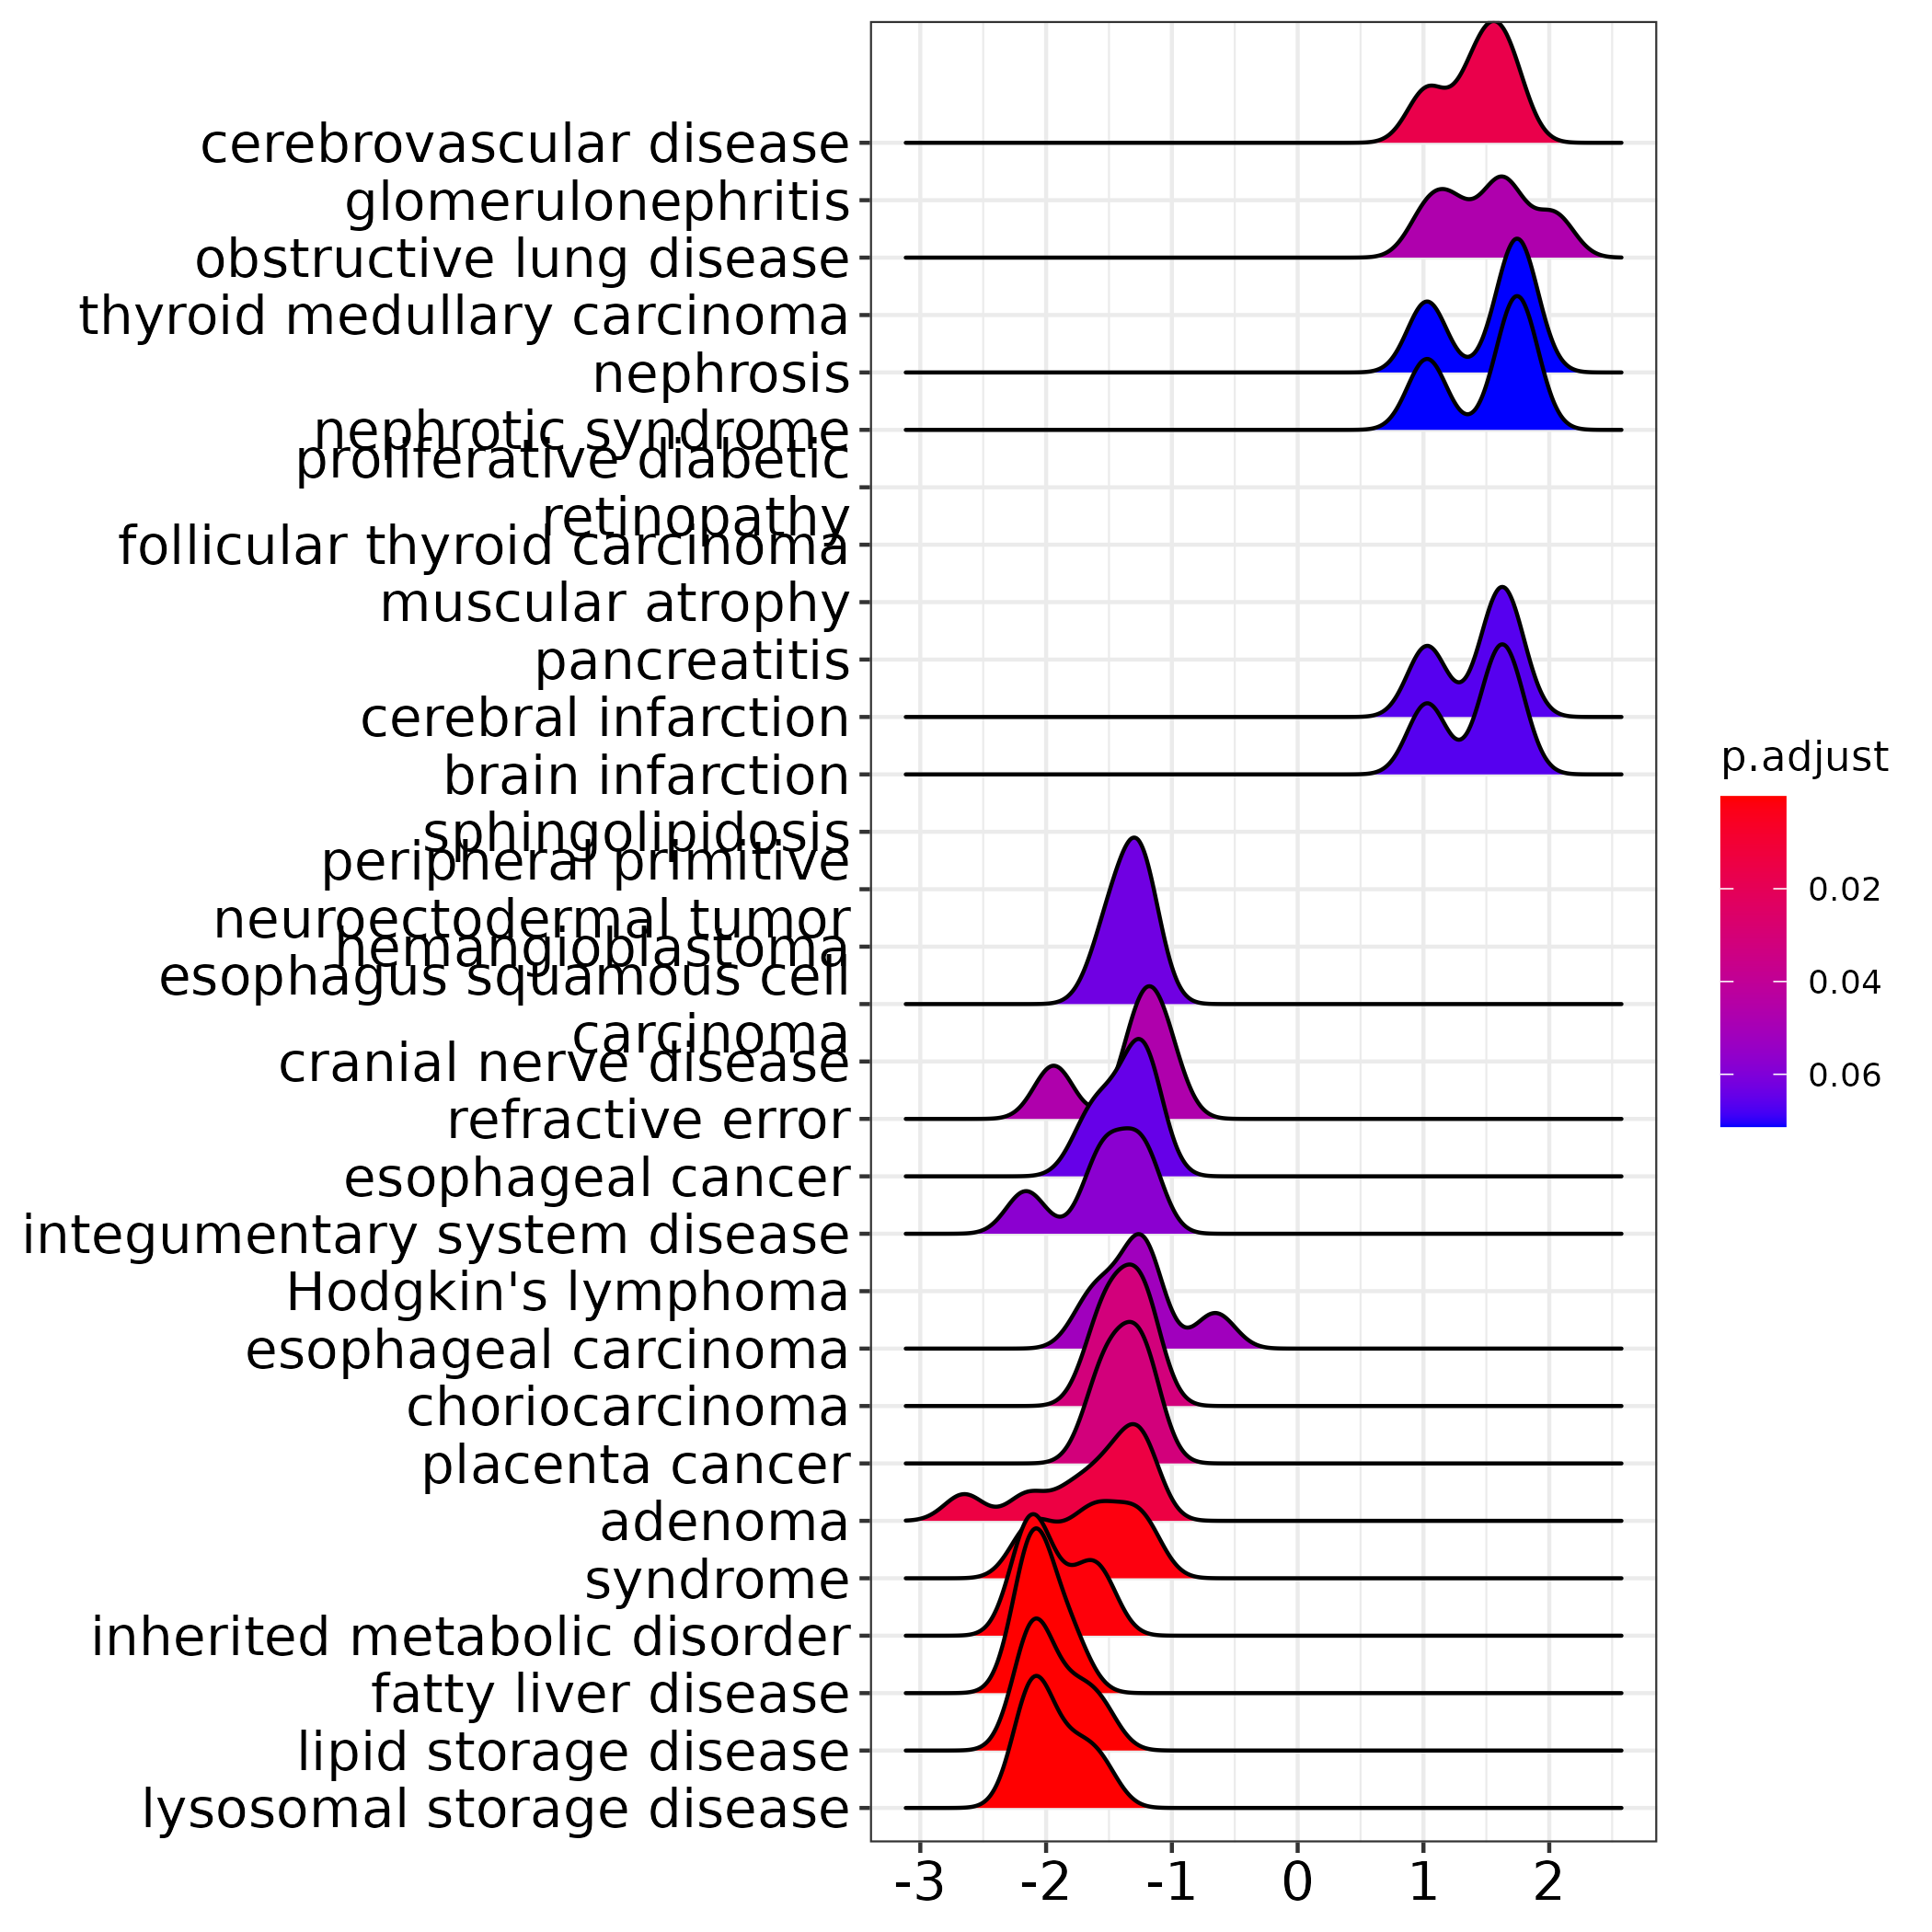 cerebrovascular disease
glomerulonephritis
obstructive lung disease
thyroid medullary carcinoma
nephrosis
nephrotic syndrome
proliferative diabetic
retinopathy
follicular thyroid carcinoma
muscular atrophy
pancreatitis
cerebral infarction
brain infarction
sphingolipidosis
peripheral primitive
neuroectodermal tumor
hemangioblastoma
esophagus squamous cell
carcinoma
cranial nerve disease
refractive error
esophageal cancer
integumentary system disease
Hodgkin's lymphoma
esophageal carcinoma
choriocarcinoma
placenta cancer
adenoma
syndrome
inherited metabolic disorder
fatty liver disease
lipid storage disease
lysosomal storage disease
-3 -2 -1 0 1 2
p.adjust
0.02
0.04
0.06